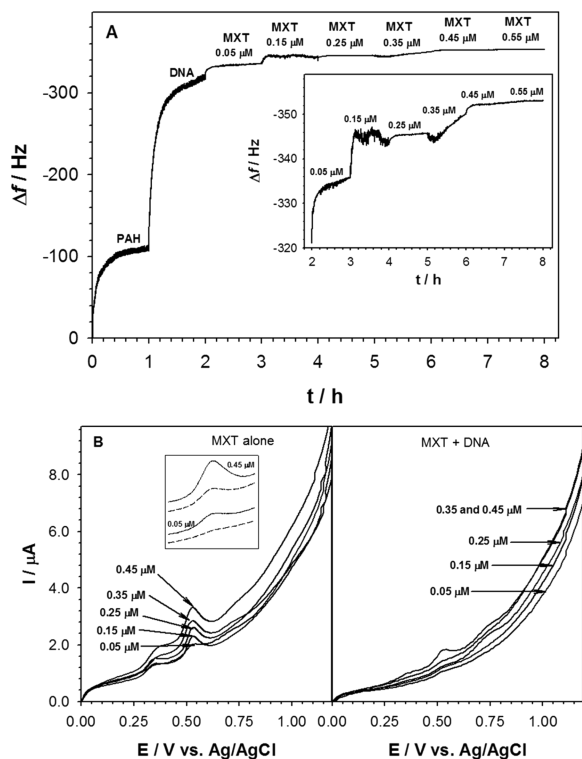 A
MXT MXT MXT MXT MXT MXT
0.05 µM 0.15 µM 0.25 µM 0.35 µM 0.45 µM 0.55 µM
DNA
PAH
-300
-200
-100
0
Δf / Hz
0 1 2 3 4 5 6 7 8
t / h
-350
-340
-330
-320
Δf / Hz
0.05 µM
0.15 µM
0.25 µM
0.35 µM
0.45 µM
0.55 µM
2 3 4 5 6 7 8
t / h
B
MXT alone
0.45 µM
0.05 µM
8.0
6.0
4.0
2.0
0.0
I / µA
0.45 µM
0.35 µM
0.25 µM
0.15 µM
0.05 µM
0.00 0.25 0.50 0.75 1.00
E / V vs. Ag/AgCl
MXT + DNA
0.35 and 0.45 µM
0.25 µM
0.15 µM
0.05 µM
0.00 0.25 0.50 0.75 1.00
E / V vs. Ag/AgCl